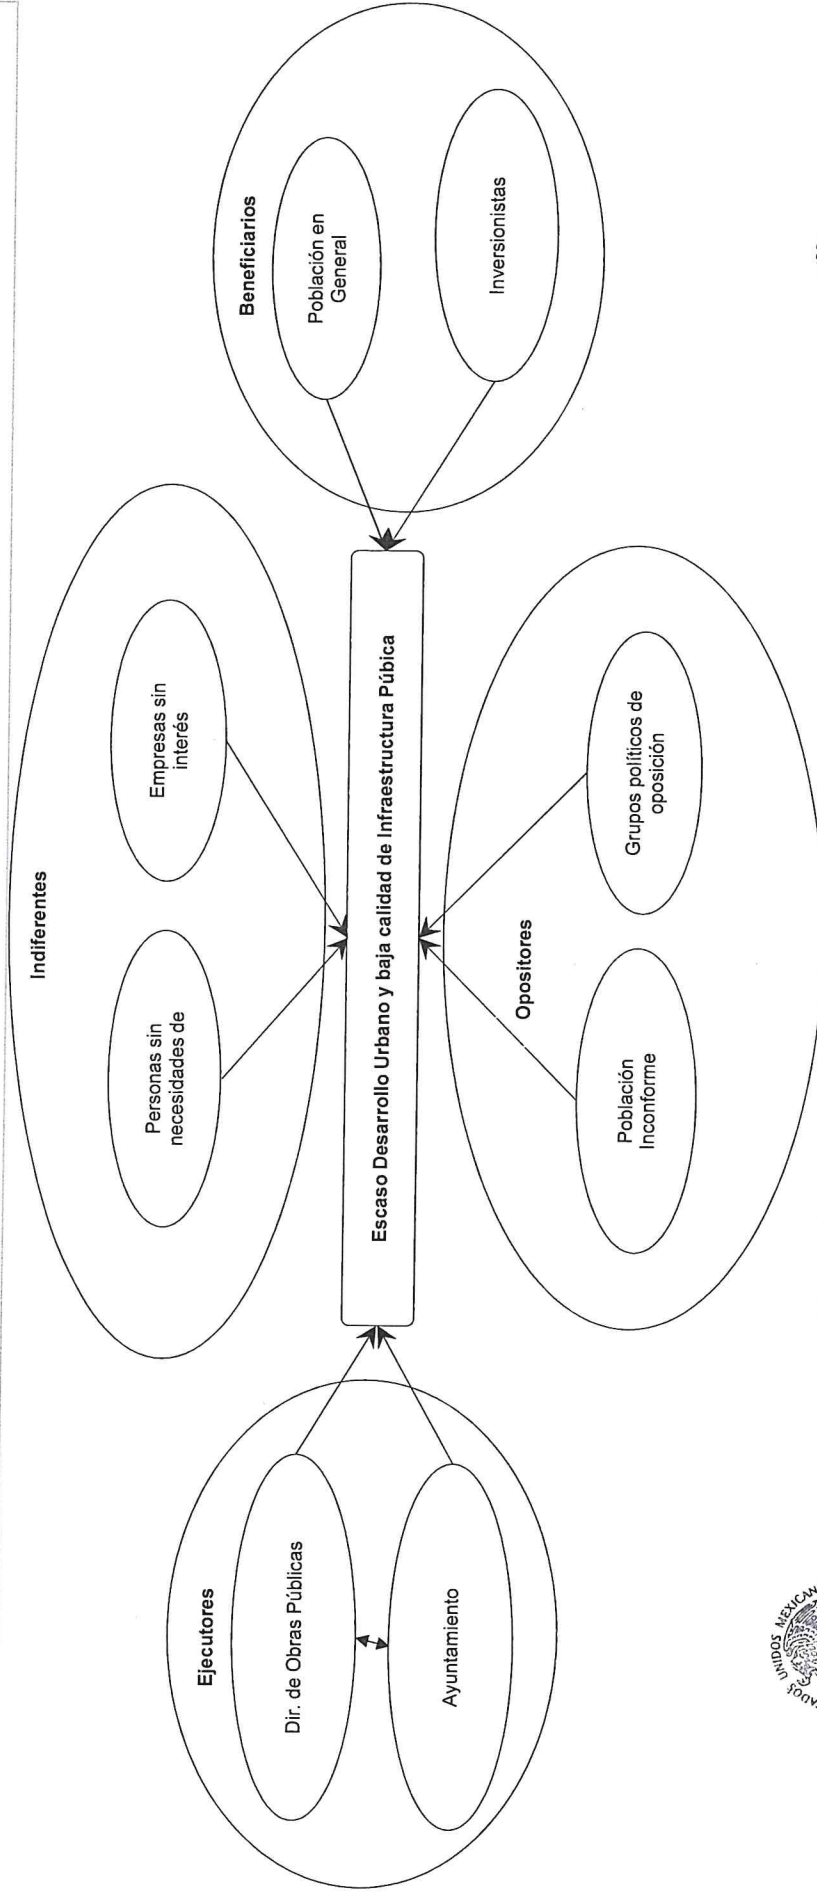 Indiferentes
Personas sin
necesidades de
Empresas sin
interés
Ejecutores
Dir. de Obras Públicas
Ayuntamiento
Escaso Desarrollo Urbano y baja calidad de Infraestructura Púbica
Beneficiarios
Población en
General
Inversionistas
Opositores
Población
Inconforme
Grupos políticos de
oposición
UNIDOS